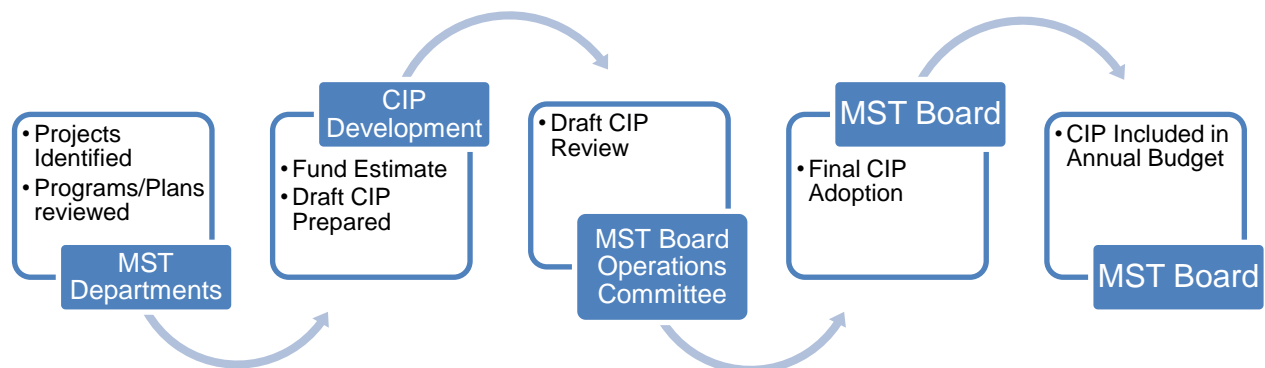 • Projects
Identified
• Programs/Plans
reviewed
MST
Departments
CIP
Development
• Fund Estimate
• Draft CIP
Prepared
• Draft CIP
Review
MST Board
Operations
Committee
MST Board
• Final CIP
Adoption
• CIP Included in
Annual Budget
MST Board